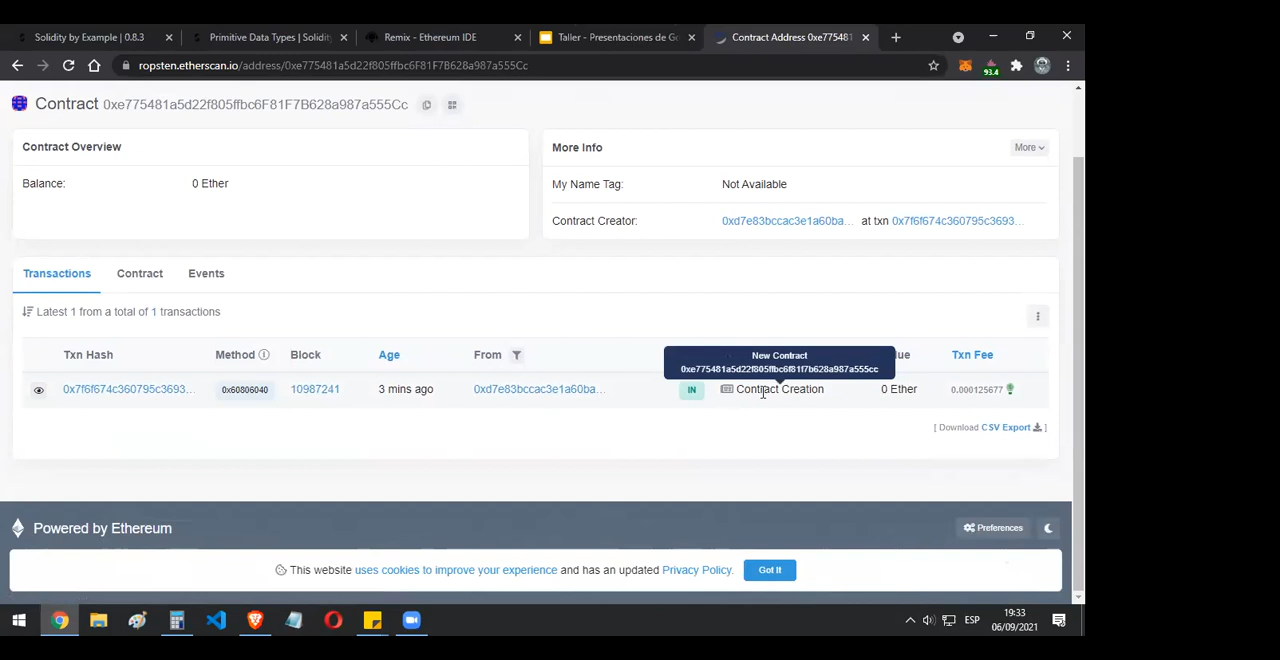 Solidity by Example | 0.8.3
Primitive Data Types | Solidi
Remix - Ethereum IDE
Taller - Presentaciones de Go
Contract Address 0xe77548
ropsten.etherscan.io/address/0xe775481a5d22f805ffbc6F81F7B628a987a555Cc
93.4
Contract 0xe775481a5d22f805ffbc6F81F7B628a987a555Cc
Contract Overview
Balance: 0 Ether
More Info
More
My Name Tag: Not Available
Contract Creator: 0xd7e83bccac3e1a60ba... at txn 0x7f6f674c360795c3693...
Transactions Contract Events
Latest 1 from a total of 1 transactions
Txn Hash Method Block Age From ue Txn Fee
New Contract
0xe775481a5d22f805ffbc6f81f7b628a987a555cc
0x7f6f674c360795c3693... 0x60806040 10987241 3 mins ago 0xd7e83bccac3e1a60ba... IN Contract Creation 0 Ether 0.000125677
[ Download CSV Export ]
Powered by Ethereum
Preferences
This website uses cookies to improve your experience and has an updated Privacy Policy.
Got It
ESP
19:33
06/09/2021